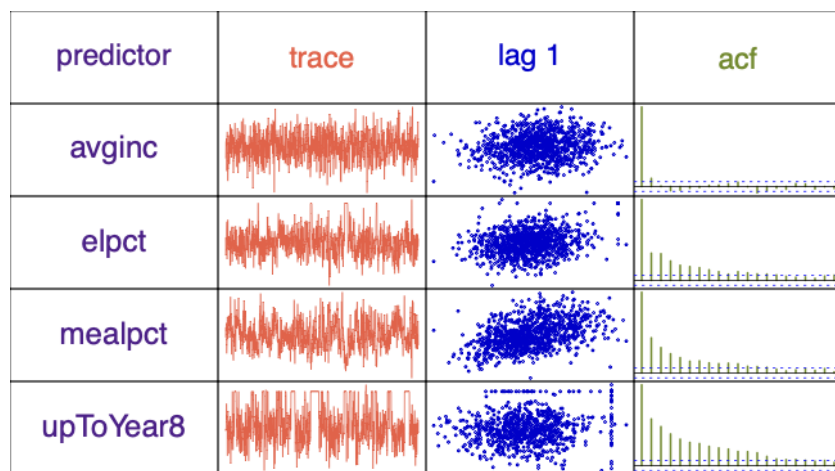 predictor trace lag 1 acf
avginc
elpct
mealpct
upToYear8